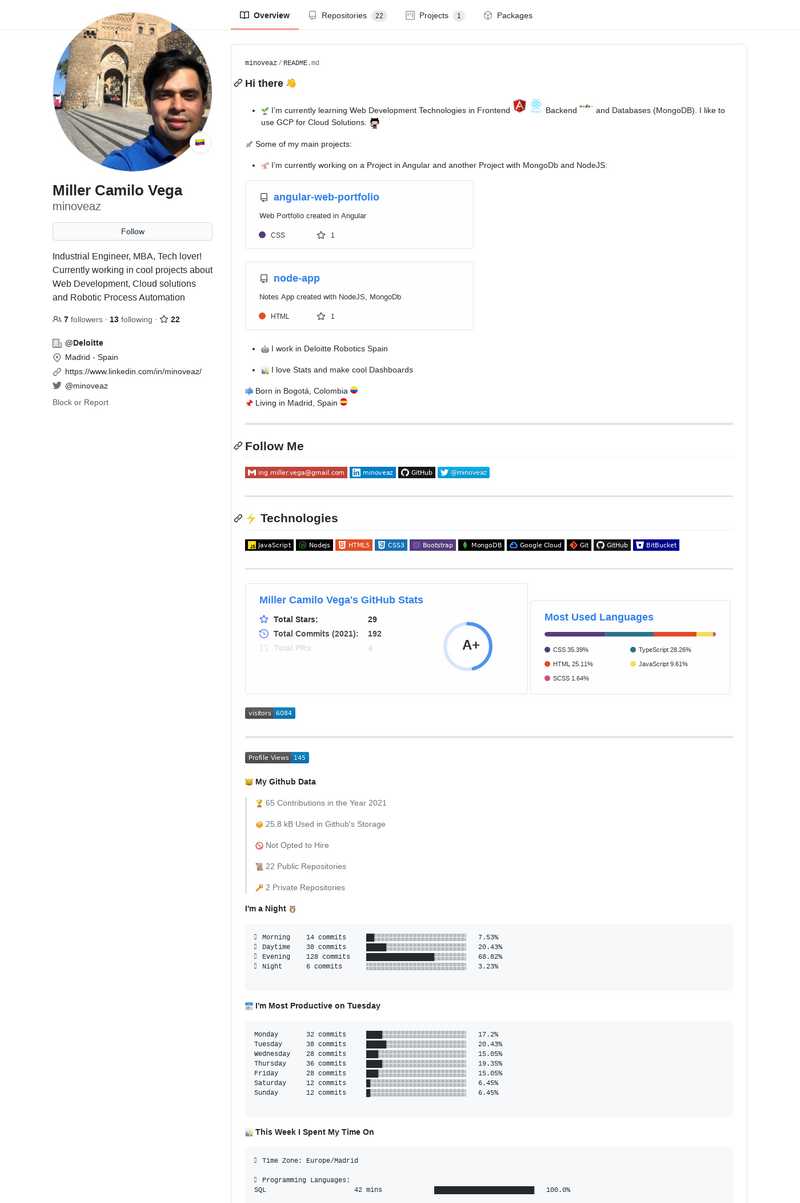 Overview
Repositories 22
Projects 1
Packages
Miller Camilo Vega
minoveaz
Follow
Industrial Engineer, MBA, Tech lover!
Currently working in cool projects about
Web Development, Cloud solutions
and Robotic Process Automation
7 followers · 13 following · 22
@Deloitte
Madrid - Spain
https://www.linkedin.com/in/minoveaz/
@minoveaz
Block or Report
minoveaz/README.md
Hi there 👋
• 🌱 I'm currently learning Web Development Technologies in Frontend Backend and Databases (MongoDB). I like to
use GCP for Cloud Solutions.
🚀 Some of my main projects:
• I'm currently working on a Project in Angular and another Project with MongoDb and NodeJS:
angular-web-portfolio
Web Portfolio created in Angular
CSS 1
node-app
Notes App created with NodeJS, MongoDb
HTML 1
• 🤖 I work in Deloitte Robotics Spain
• 📊 I love Stats and make cool Dashboards
Born in Bogotá, Colombia 🇨🇴
📌 Living in Madrid, Spain 🇪🇸
Follow Me
ing.miller.vega@gmail.com minoveaz GitHub @minoveaz
⚡ Technologies
JavaScript Nodejs HTML5 CSS3 Bootstrap MongoDB Google Cloud Git GitHub BitBucket
Miller Camilo Vega's GitHub Stats
Total Stars: 29
Total Commits (2021): 192
Total PRs: 4
A+
Most Used Languages
CSS 35.39% TypeScript 28.26%
HTML 25.11% JavaScript 9.61%
SCSS 1.64%
visitors 6084
Profile Views 145
🐱 My Github Data
🏆 65 Contributions in the Year 2021
📦 25.8 kB Used in Github's Storage
🚫 Not Opted to Hire
📜 22 Public Repositories
🔑 2 Private Repositories
I'm a Night 🦉
Morning 14 commits 7.53%
Daytime 38 commits 20.43%
Evening 128 commits 68.82%
Night 6 commits 3.23%
📅 I'm Most Productive on Tuesday
Monday 32 commits 17.2%
Tuesday 38 commits 20.43%
Wednesday 28 commits 15.05%
Thursday 36 commits 19.35%
Friday 28 commits 15.05%
Saturday 12 commits 6.45%
Sunday 12 commits 6.45%
📊 This Week I Spent My Time On
Time Zone: Europe/Madrid
Programming Languages:
SQL 42 mins 100.0%